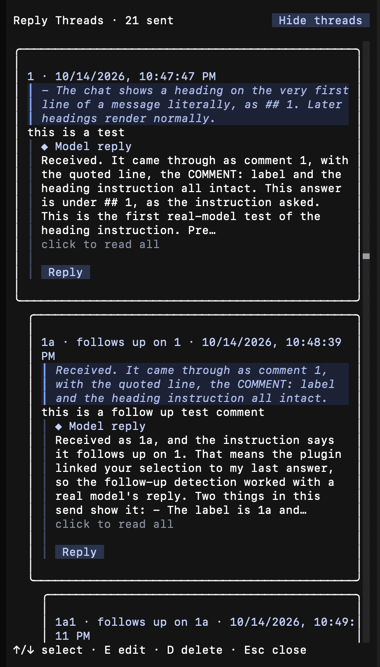 Reply Threads · 21 sent
Hide threads
1 · 10/14/2026, 10:47:47 PM
– The chat shows a heading on the very first
line of a message literally, as ## 1. Later
headings render normally.
this is a test
◆ Model reply
Received. It came through as comment 1, with
the quoted line, the COMMENT: label and the
heading instruction all intact. This answer
is under ## 1, as the instruction asked.
This is the first real-model test of the
heading instruction. Pre…
click to read all
Reply
1a · follows up on 1 · 10/14/2026, 10:48:39
PM
Received. It came through as comment 1,
with the quoted line, the COMMENT: label
and the heading instruction all intact.
this is a follow up test comment
◆ Model reply
Received as 1a, and the instruction says
it follows up on 1. That means the plugin
linked your selection to my last answer,
so the follow-up detection worked with a
real model's reply. Two things in this
send show it: – The label is 1a and…
click to read all
Reply
1a1 · follows up on 1a · 10/14/2026, 10:49:
11 PM
↑/↓ select · E edit · D delete · Esc close